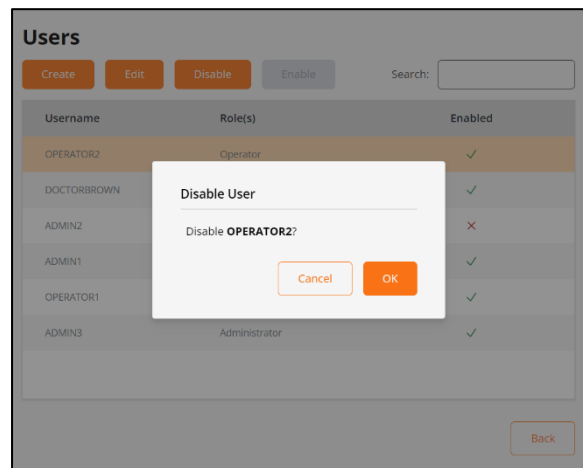 Users
Create Edit Disable Enable Search:
Username Role(s) Enabled
OPERATOR2 Operator
DOCTORBROWN
ADMIN2
ADMIN1
OPERATOR1
ADMIN3 Administrator
Disable User
Disable OPERATOR2?
Cancel OK
Back